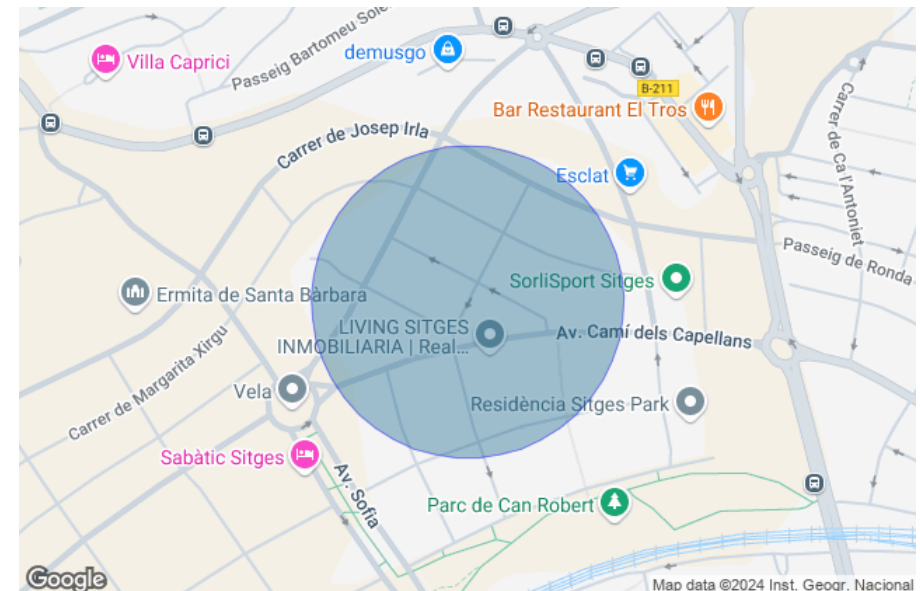 Villa Caprici
Passeig Bartomeu Soler
demusgo
B-211
Bar Restaurant El Tros
Carrer de Josep Irla
Esclat
Carrer de Ca l'Antoniet
Passeig de Ronda
SorliSport Sitges
Ermita de Santa Bàrbara
LIVING SITGES
INMOBILIARIA | Real...
Av. Camí dels Capellans
Carrer de Margarita Xirgu
Vela
Residència Sitges Park
Sabàtic Sitges
Av. Sofia
Parc de Can Robert
Google
Map data ©2024 Inst. Geogr. Nacional